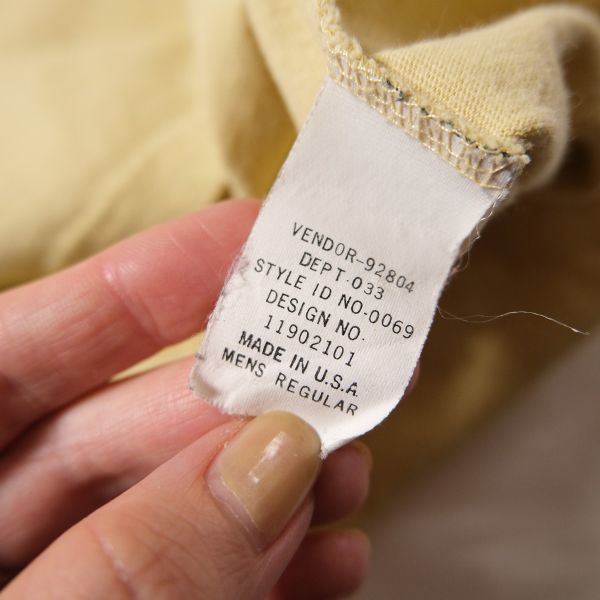 VENDOR-92804
DEPT.033
STYLE ID NO.0069
DESIGN NO.
11902101
MADE IN U.S.A
MENS REGULAR